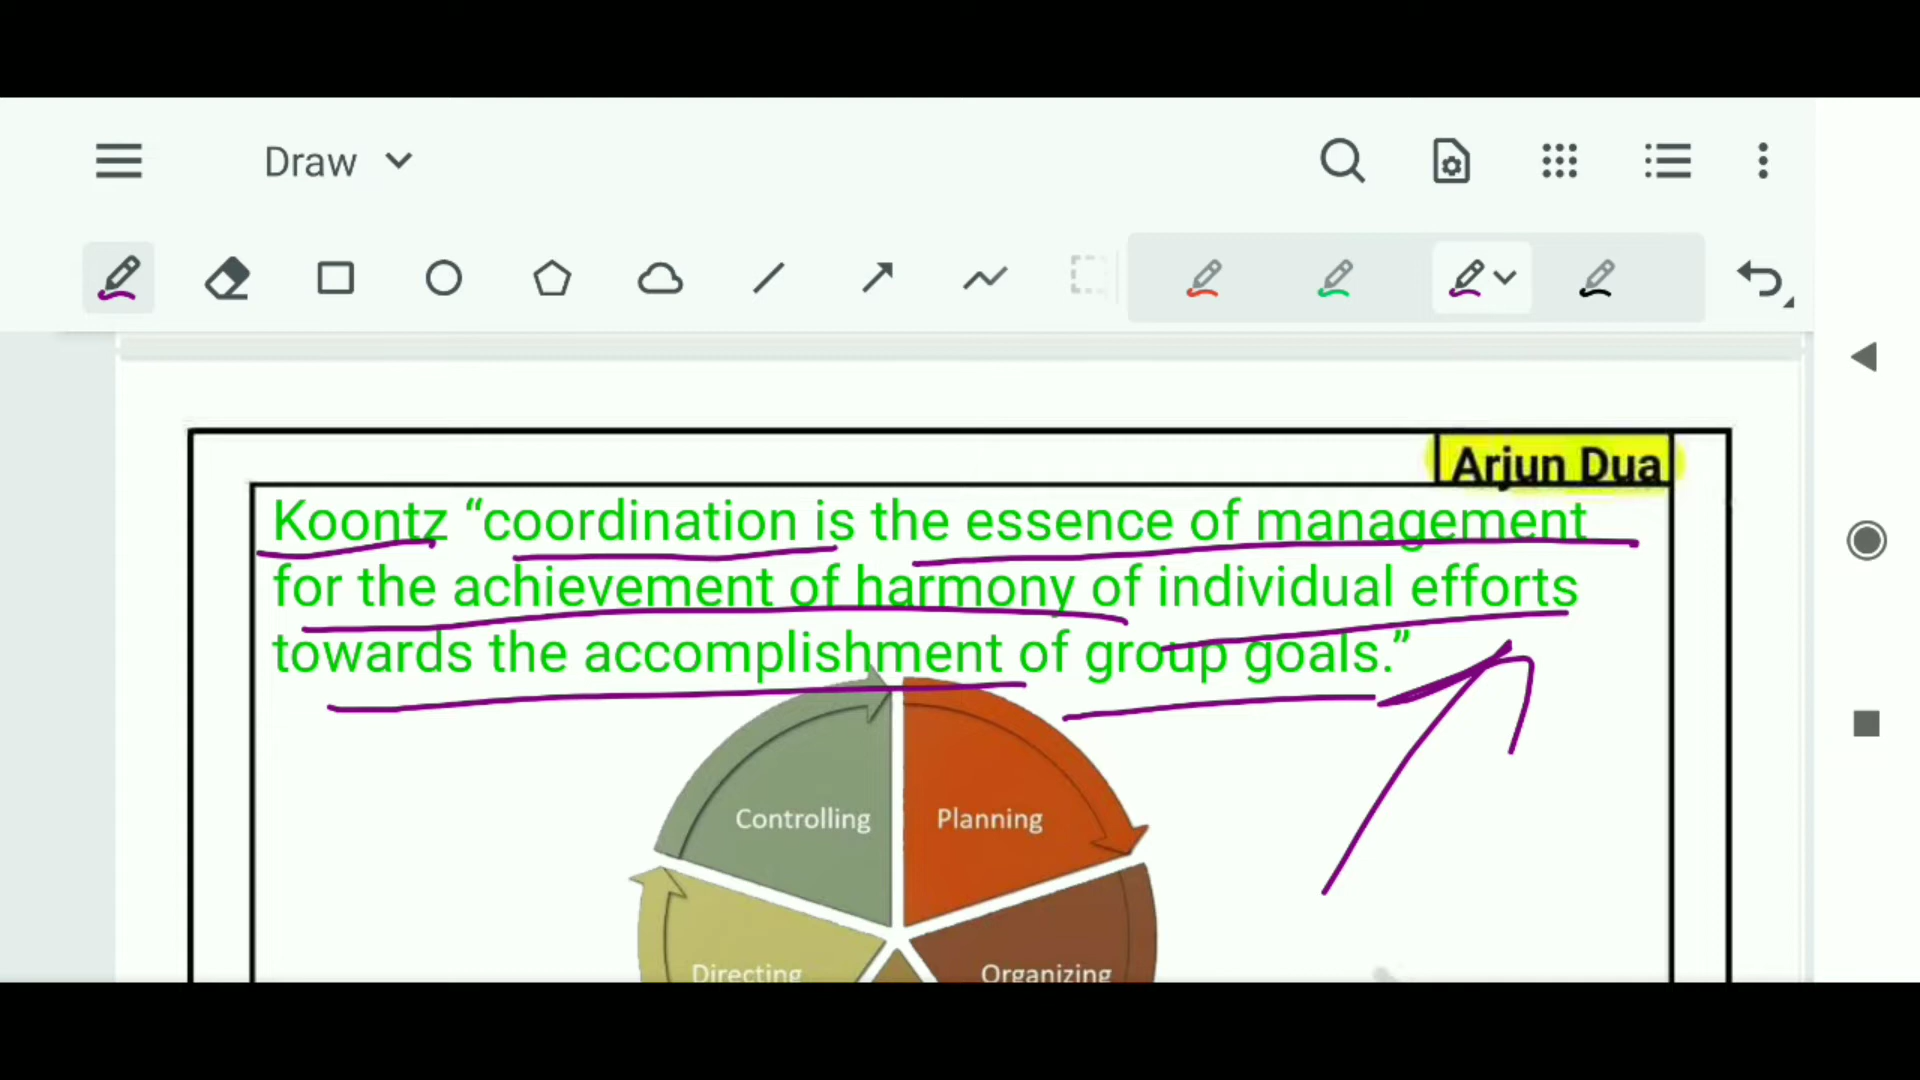 Draw
Arjun Dua
Koontz “coordination is the essence of management
for the achievement of harmony of individual efforts
towards the accomplishment of group goals.”
Controlling
Planning
Directing
Organizing